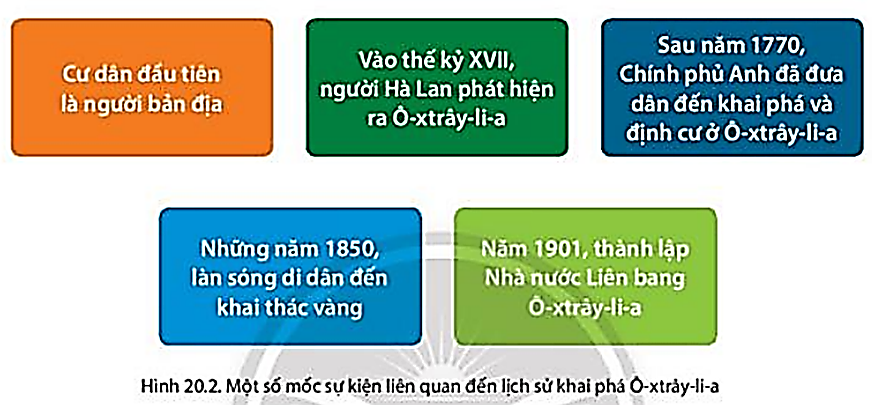 Cư dân đầu tiên
là người bản địa
Vào thế kỷ XVII,
người Hà Lan phát hiện
ra Ô-xtrây-li-a
Sau năm 1770,
Chính phủ Anh đã đưa
dân đến khai phá và
định cư ở Ô-xtrây-li-a
Những năm 1850,
làn sóng di dân đến
khai thác vàng
Năm 1901, thành lập
Nhà nước Liên bang
Ô-xtrây-li-a
Hình 20.2. Một số mốc sự kiện liên quan đến lịch sử khai phá Ô-xtrây-li-a